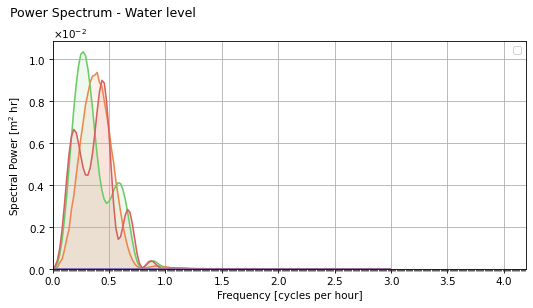 Power Spectrum - Water level
×10⁻²
1.0
0.8
0.6
0.4
0.2
0.0
Spectral Power [m² hr]
0.0 0.5 1.0 1.5 2.0 2.5 3.0 3.5 4.0
Frequency [cycles per hour]